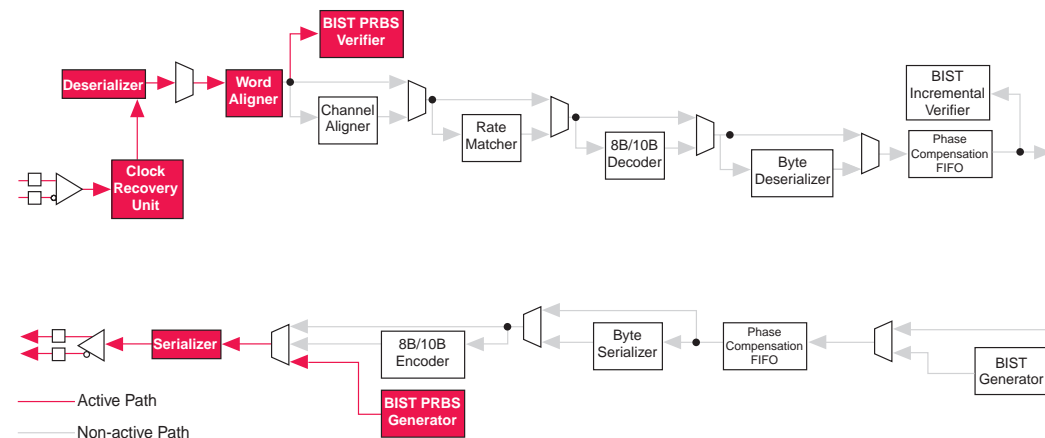 BIST PRBS
Verifier
Deserializer
Word
Aligner
Channel
Aligner
Rate
Matcher
8B/10B
Decoder
Byte
Deserializer
BIST
Incremental
Verifier
Phase
Compensation
FIFO
Clock
Recovery
Unit
Serializer
8B/10B
Encoder
BIST PRBS
Generator
Byte
Serializer
Phase
Compensation
FIFO
BIST
Generator
Active Path
Non-active Path